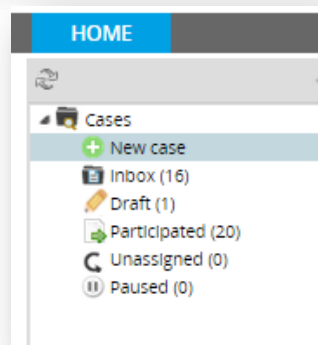 HOME
Cases
New case
Inbox (16)
Draft (1)
Participated (20)
Unassigned (0)
Paused (0)